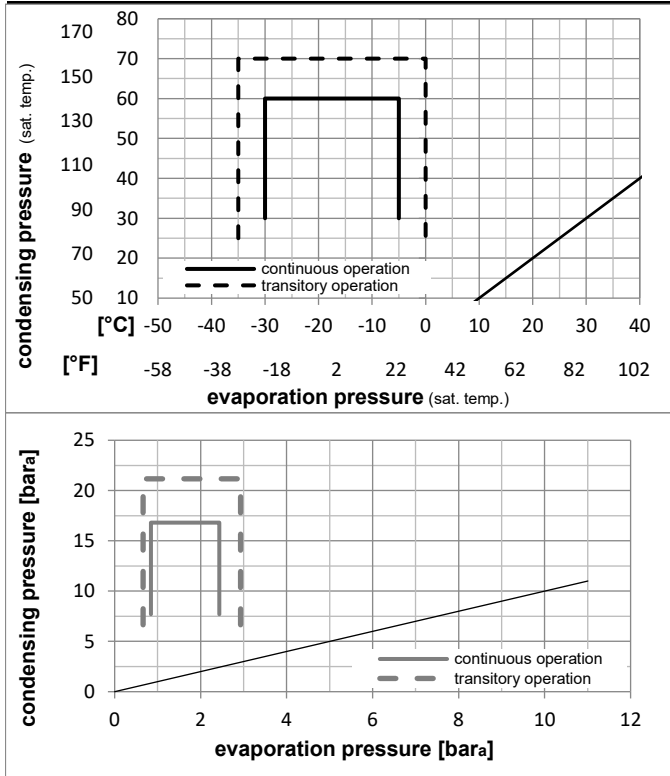 condensing pressure (sat. temp.)
170 80
70
150 60
130 50
110 40
90 30
70 20
50 10
continuous operation
transitory operation
[°C] -50 -40 -30 -20 -10 0 10 20 30 40
[°F] -58 -38 -18 2 22 42 62 82 102
evaporation pressure (sat. temp.)
condensing pressure [bara]
25
20
15
10
5
0
continuous operation
transitory operation
0 2 4 6 8 10 12
evaporation pressure [bara]